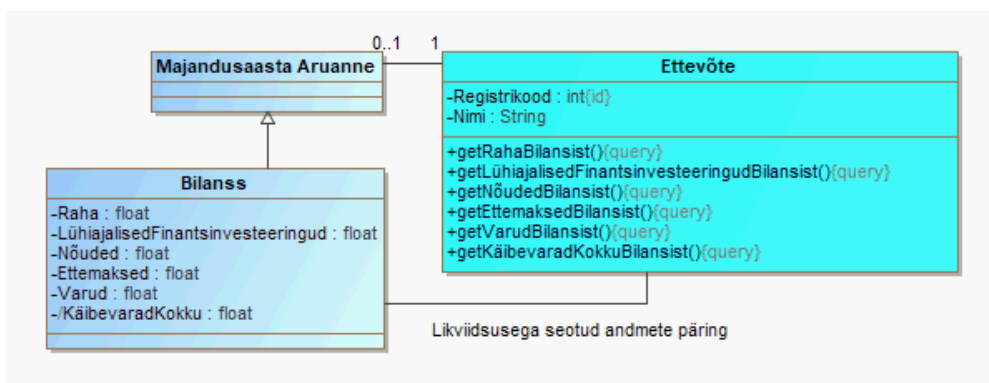 0..1 1
Majandusaasta Aruanne
Ettevõte
-Registrikood : int{id}
-Nimi : String
+getRahaBilansist(){query}
+getLühiajalisedFinantsinvesteeringudBilansist(){query}
+getNõudedBilansist(){query}
+getEttemaksedBilansist(){query}
+getVarudBilansist(){query}
+getKäibevaradKokkuBilansist(){query}
Bilanss
-Raha : float
-LühiajalisedFinantsinvesteeringud : float
-Nõuded : float
-Ettemaksed : float
-Varud : float
-/KäibevaradKokku : float
Likviidsusega seotud andmete päring